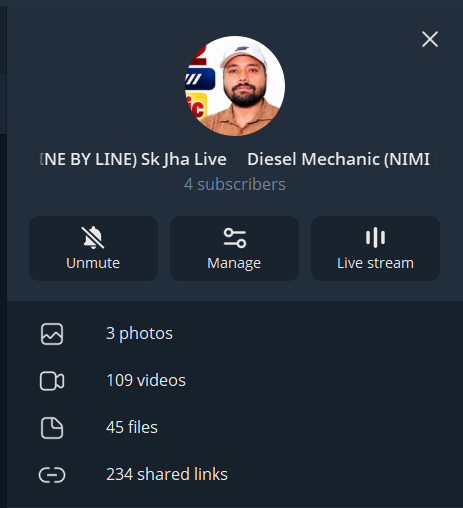 NE BY LINE) Sk Jha Live Diesel Mechanic (NIMI
4 subscribers
Unmute Manage Live stream
3 photos
109 videos
45 files
234 shared links